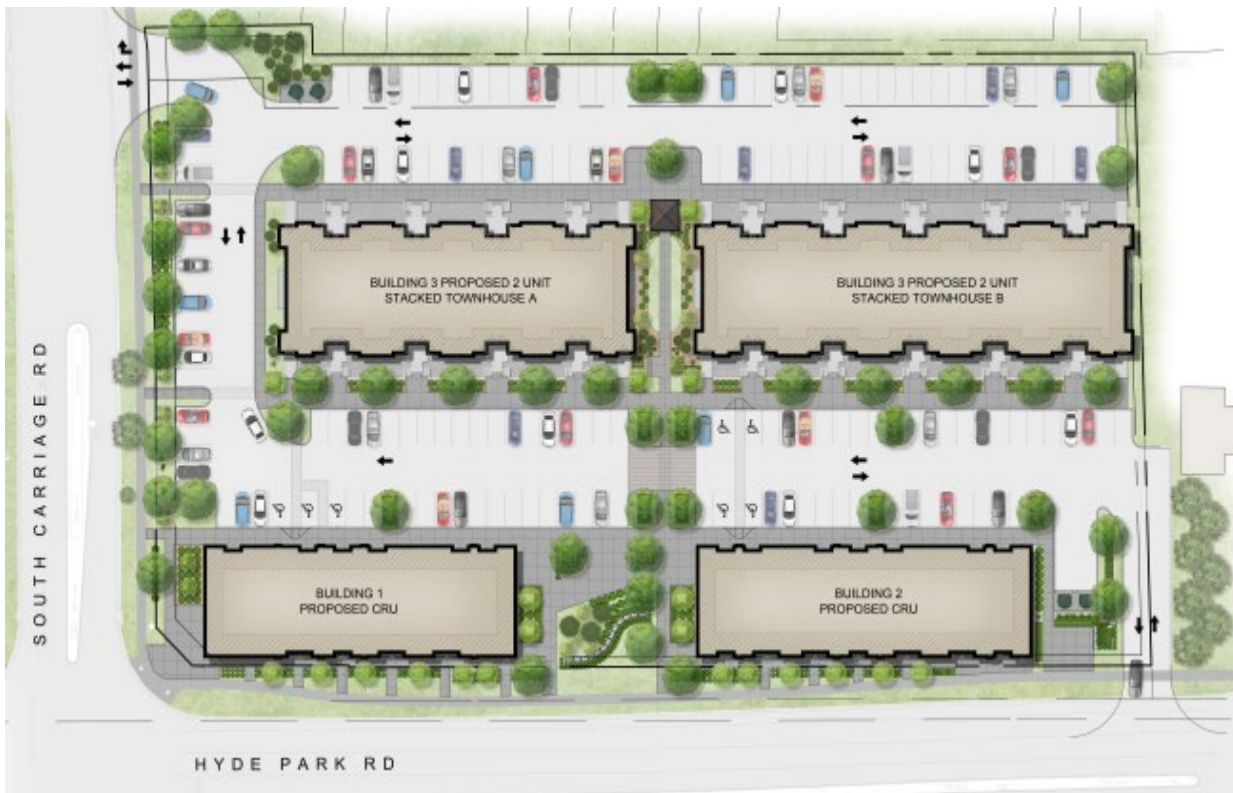 BUILDING 3 PROPOSED 2 UNIT
STACKED TOWNHOUSE A
BUILDING 3 PROPOSED 2 UNIT
STACKED TOWNHOUSE B
SOUTH CARRIAGE RD
BUILDING 1
PROPOSED CRU
BUILDING 2
PROPOSED CRU
HYDE PARK RD